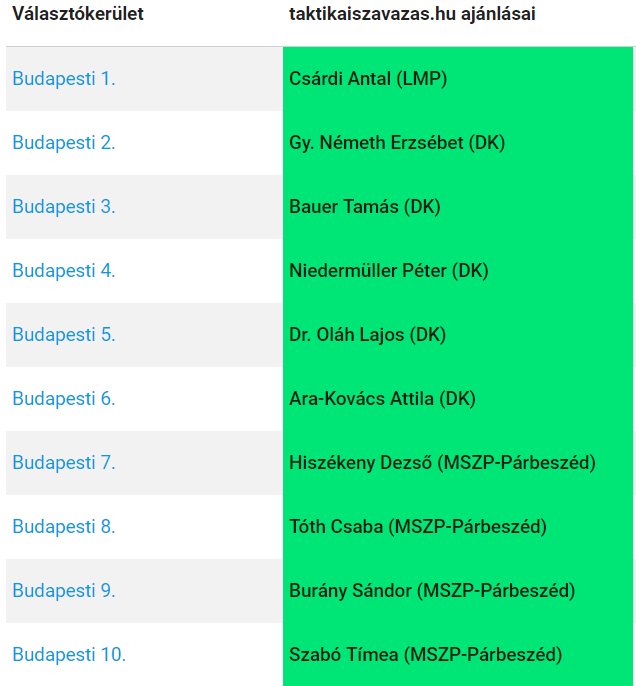 Választókerület taktikaiszavazas.hu ajánlásai
Budapesti 1. Csárdi Antal (LMP)
Budapesti 2. Gy. Németh Erzsébet (DK)
Budapesti 3. Bauer Tamás (DK)
Budapesti 4. Niedermüller Péter (DK)
Budapesti 5. Dr. Oláh Lajos (DK)
Budapesti 6. Ara-Kovács Attila (DK)
Budapesti 7. Hiszékeny Dezső (MSZP-Párbeszéd)
Budapesti 8. Tóth Csaba (MSZP-Párbeszéd)
Budapesti 9. Burány Sándor (MSZP-Párbeszéd)
Budapesti 10. Szabó Tímea (MSZP-Párbeszéd)